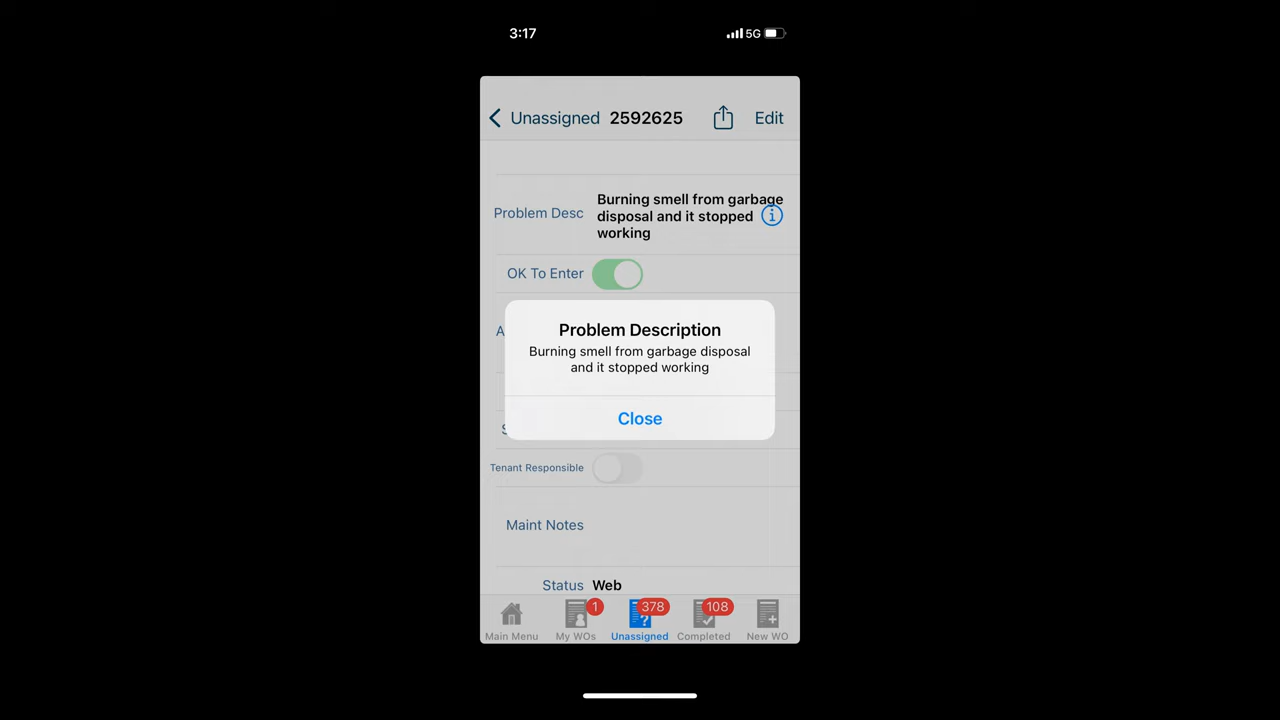 3:17
5G
Unassigned 2592625 Edit
Problem Desc
Burning smell from garbage
disposal and it stopped
working
OK To Enter
A
Problem Description
Burning smell from garbage disposal
and it stopped working
Close
S
Tenant Responsible
Maint Notes
Status Web
1 378 108
Main Menu My WOs Unassigned Completed New WO